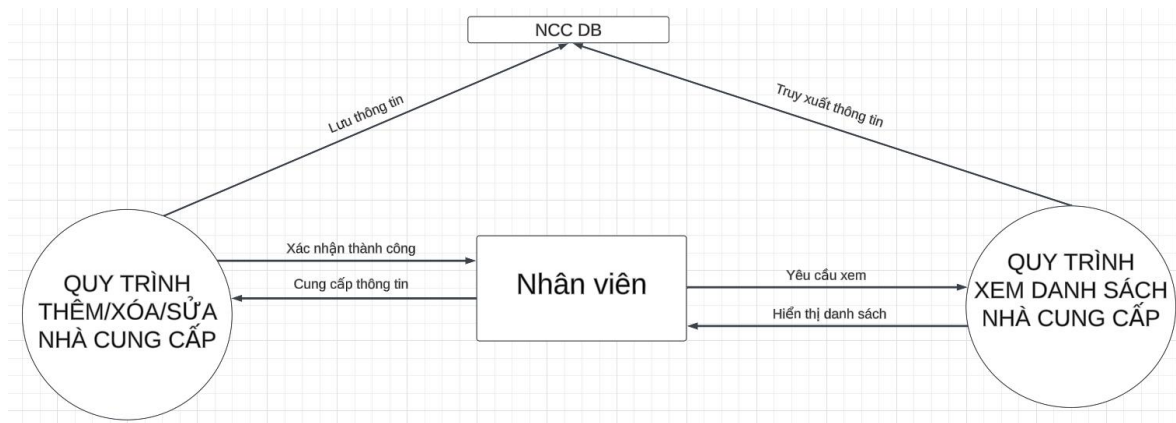 NCC DB
Lưu thông tin
Truy xuất thông tin
QUY TRÌNH
THÊM/XÓA/SỬA
NHÀ CUNG CẤP
Xác nhận thành công
Cung cấp thông tin
Nhân viên
Yêu cầu xem
Hiển thị danh sách
QUY TRÌNH
XEM DANH SÁCH
NHÀ CUNG CẤP